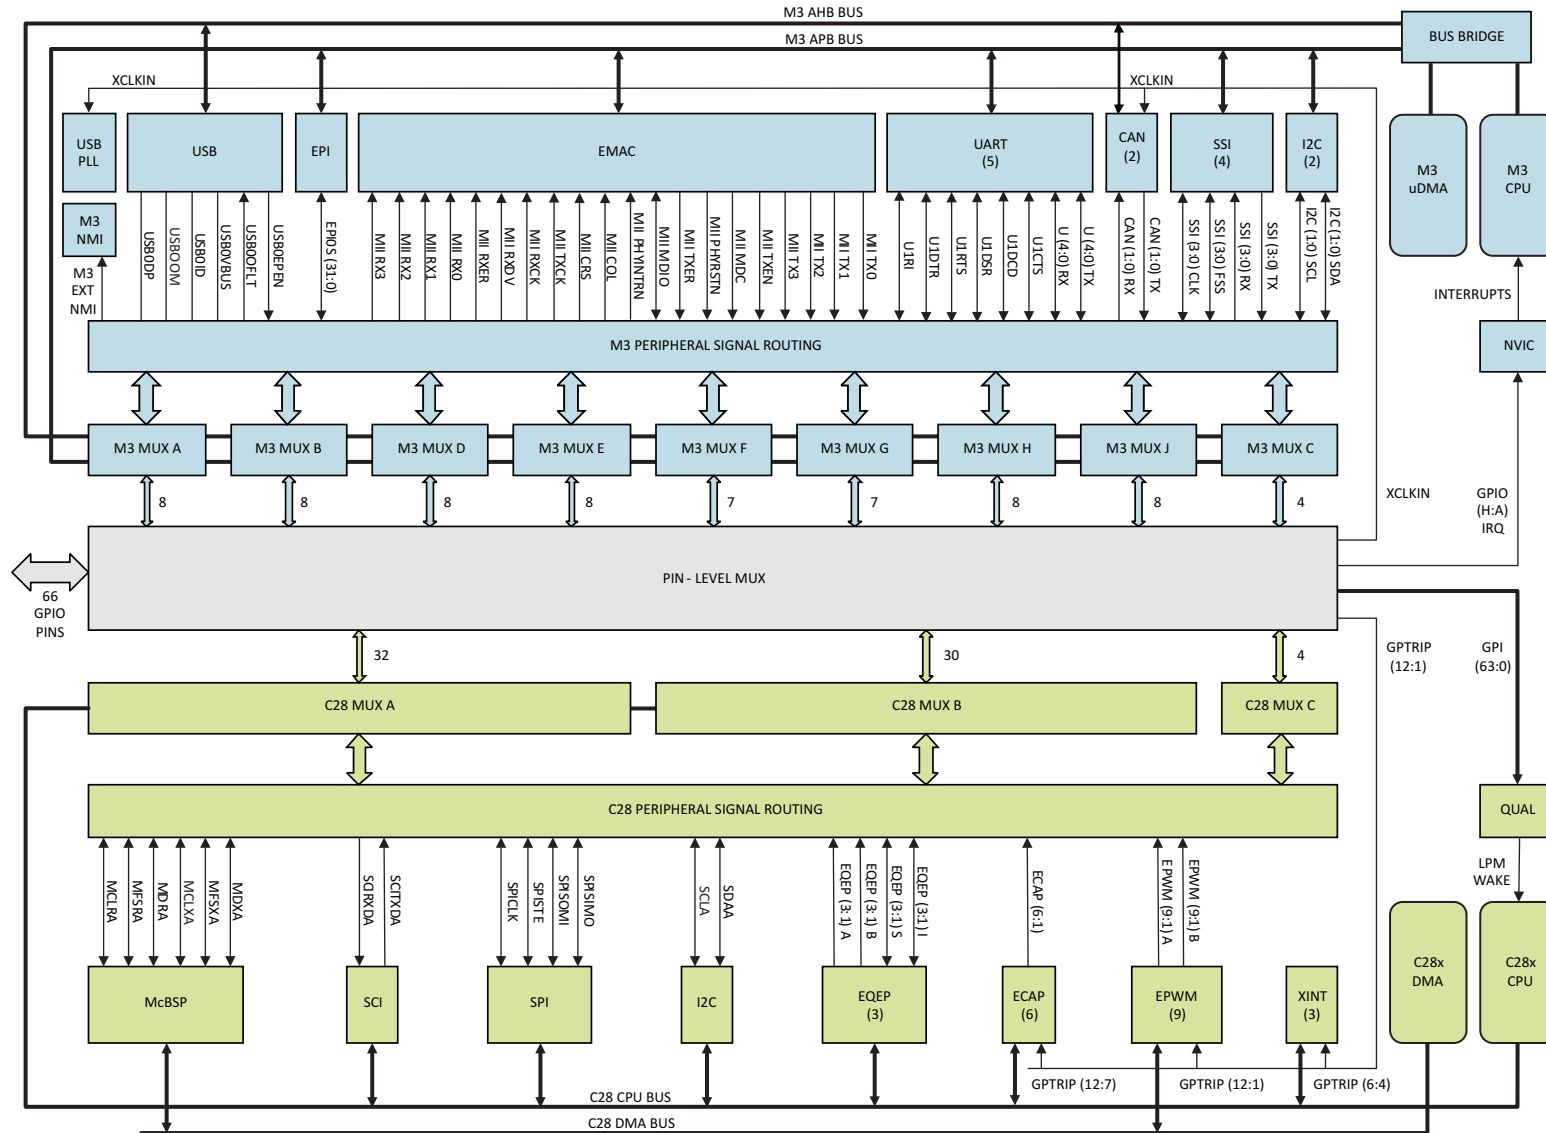 M3 AHB BUS
M3 APB BUS
BUS BRIDGE
XCLKIN
XCLKIN
USB
PLL
USB
EPI
EMAC
UART
(5)
CAN
(2)
SSI
(4)
I2C
(2)
M3
uDMA
M3
CPU
M3
NMI
M3
EXT
NMI
USB0DP
USBOOM
USB0ID
USB0VBUS
USB0OFLT
USB0EPEN
EPI0S (31:0)
MII RX3
MII RX2
MII RX1
MII RX0
MII RXER
MII RXDV
MII RXCK
MII TXCK
MII CRS
MII COL
MII PHYINTRN
MII MDIO
MII TXER
MII PHYRSTN
MII MDC
MII TXEN
MII TX3
MII TX2
MII TX1
MII TX0
U1RI
U1DTR
U1RTS
U1DSR
U1DCD
U1CTS
U (4:0) RX
U (4:0) TX
CAN (1:0) RX
CAN (1:0) TX
SSI (3:0) CLK
SSI (3:0) FSS
SSI (3:0) RX
SSI (3:0) TX
I2C (1:0) SCL
I2C (1:0) SDA
INTERRUPTS
M3 PERIPHERAL SIGNAL ROUTING
NVIC
M3 MUX A
M3 MUX B
M3 MUX D
M3 MUX E
M3 MUX F
M3 MUX G
M3 MUX H
M3 MUX J
M3 MUX C
8
8
8
8
7
7
8
8
4
XCLKIN
GPIO
(H:A)
IRQ
PIN - LEVEL MUX
66
GPIO
PINS
32
30
4
GPTRIP
(12:1)
GPI
(63:0)
C28 MUX A
C28 MUX B
C28 MUX C
C28 PERIPHERAL SIGNAL ROUTING
QUAL
LPM
WAKE
MCLRA
MFSRA
MDRA
MCLXA
MFSXA
MDXA
SCIRXDA
SCITXDA
SPICLK
SPISTE
SPISOMI
SPISIMO
SCLA
SDAA
EQEP (3:1) A
EQEP (3:1) B
EQEP (3:1) S
EQEP (3:1) I
ECAP (6:1)
EPWM (9:1) A
EPWM (9:1) B
McBSP
SCI
SPI
I2C
EQEP
(3)
ECAP
(6)
EPWM
(9)
XINT
(3)
C28x
DMA
C28x
CPU
GPTRIP (12:7)
GPTRIP (12:1)
GPTRIP (6:4)
C28 CPU BUS
C28 DMA BUS